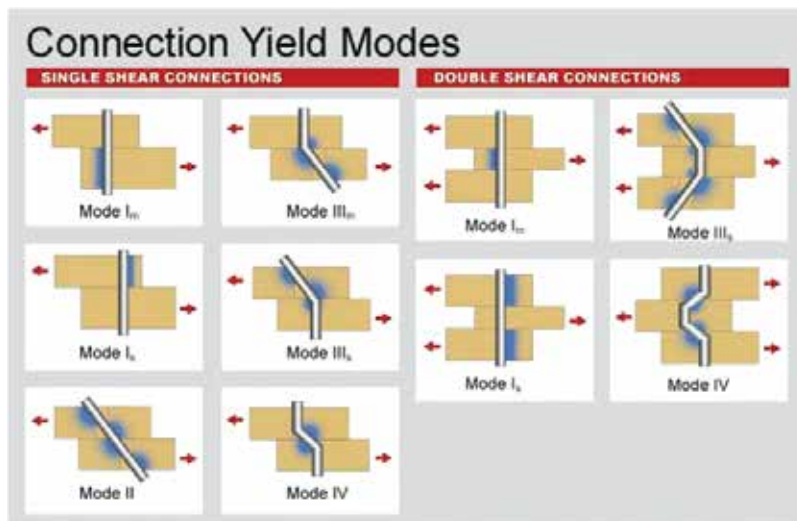 Connection Yield Modes
SINGLE SHEAR CONNECTIONS
Mode Iₘ
Mode IIIₘ
Mode Iₛ
Mode IIIₛ
Mode II
Mode IV
DOUBLE SHEAR CONNECTIONS
Mode Iₘ
Mode IIIₛ
Mode Iₛ
Mode IV